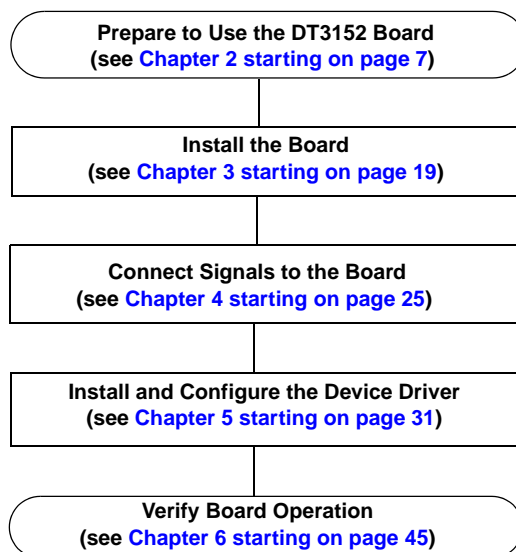 Prepare to Use the DT3152 Board
(see Chapter 2 starting on page 7)
Install the Board
(see Chapter 3 starting on page 19)
Connect Signals to the Board
(see Chapter 4 starting on page 25)
Install and Configure the Device Driver
(see Chapter 5 starting on page 31)
Verify Board Operation
(see Chapter 6 starting on page 45)